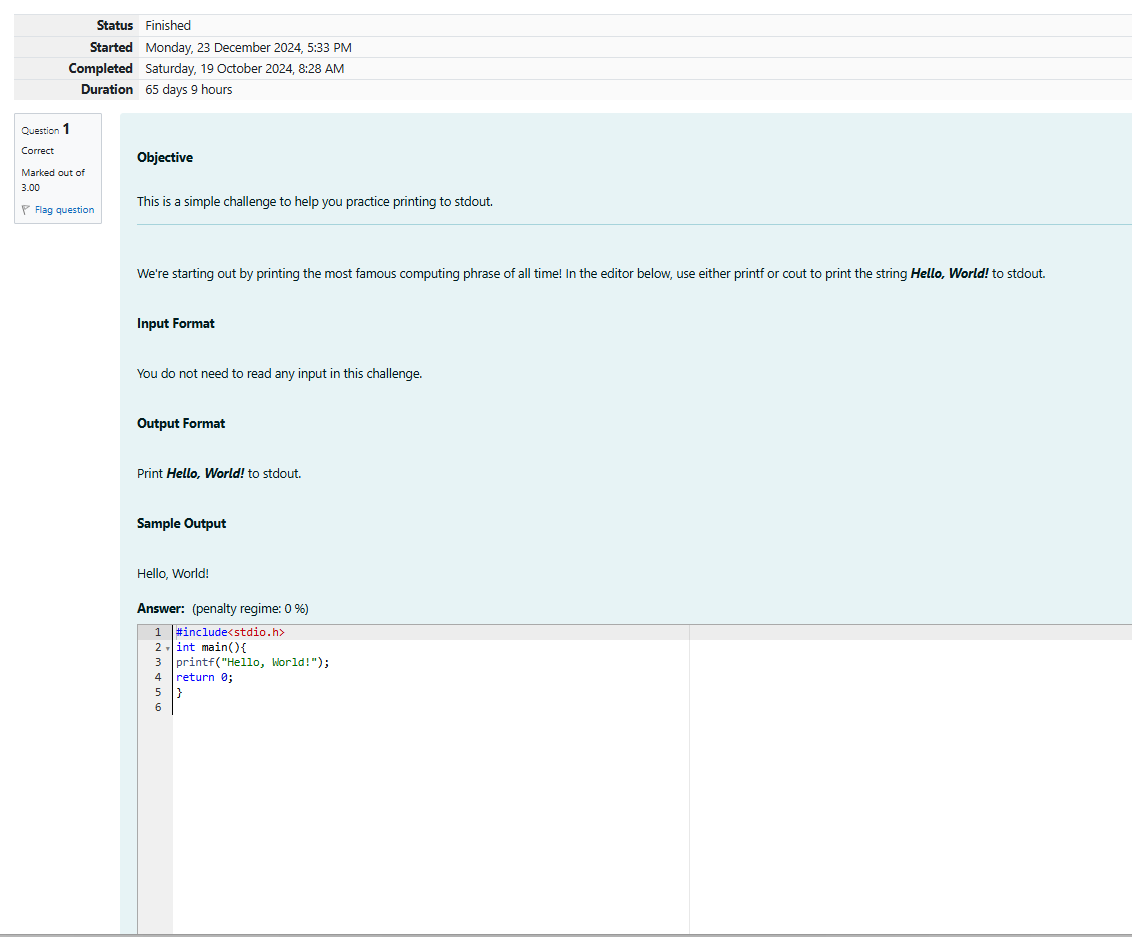 Status Finished
Started Monday, 23 December 2024, 5:33 PM
Completed Saturday, 19 October 2024, 8:28 AM
Duration 65 days 9 hours
Question 1
Correct
Marked out of
3.00
Flag question
Objective
This is a simple challenge to help you practice printing to stdout.
We're starting out by printing the most famous computing phrase of all time! In the editor below, use either printf or cout to print the string Hello, World! to stdout.
Input Format
You do not need to read any input in this challenge.
Output Format
Print Hello, World! to stdout.
Sample Output
Hello, World!
Answer: (penalty regime: 0 %)
1 #include<stdio.h>
2 int main(){
3 printf("Hello, World!");
4 return 0;
5 }
6